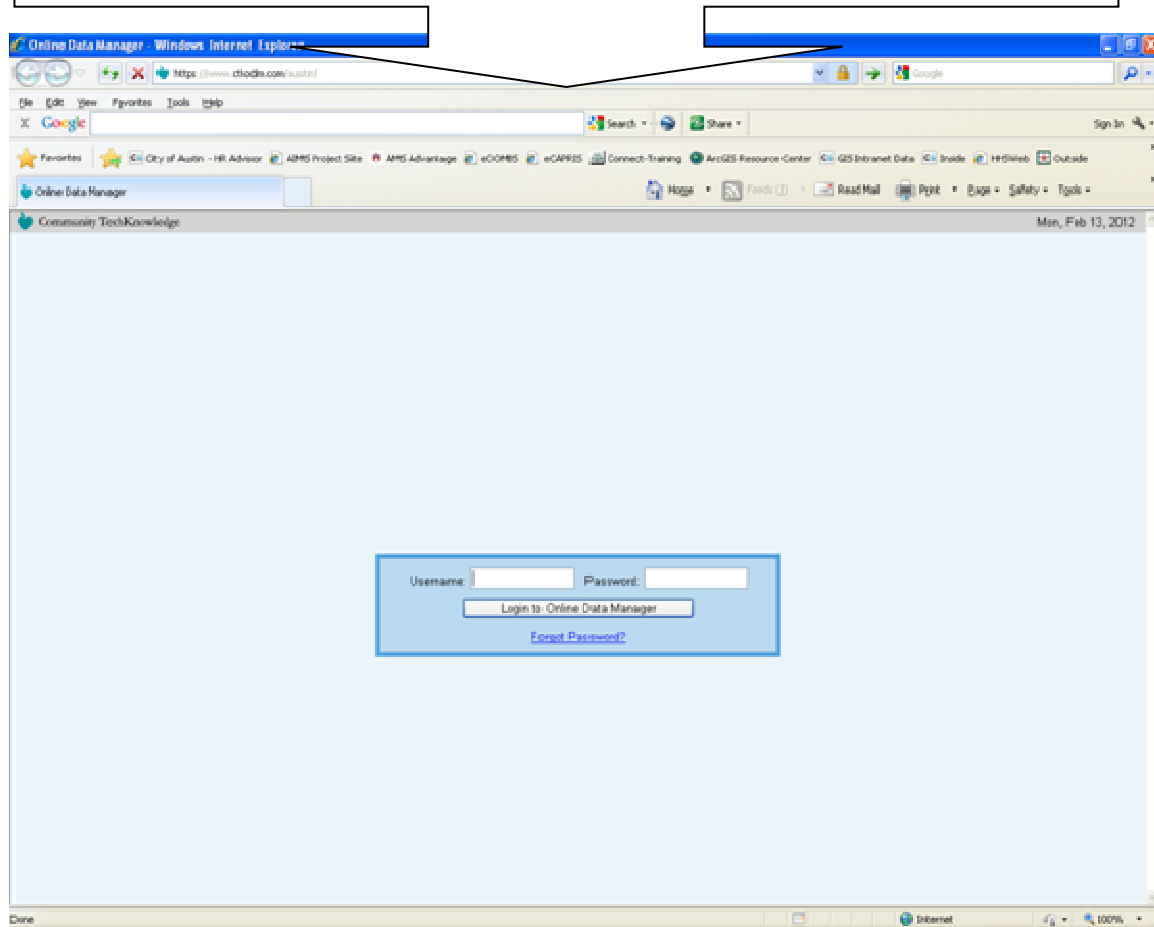 Online Data Manager - Windows Internet Explorer
https://www.ctkodm.com/austin/
Google
File Edit View Favorites Tools Help
X Google Search Share Sign In
Favorites City of Austin - HR Advisor AIMS Project Site AMS Advantage eCOMBS eCAPRIS Connect-Training ArcGIS Resource Center GIS Intranet Data Inside HHSWeb Outside
Online Data Manager Home Feeds (J) Read Mail Print Page Safety Tools
Community TechKnowledge Mon, Feb 13, 2012
Username: Password:
Login to Online Data Manager
Forgot Password?
Done Internet 100%